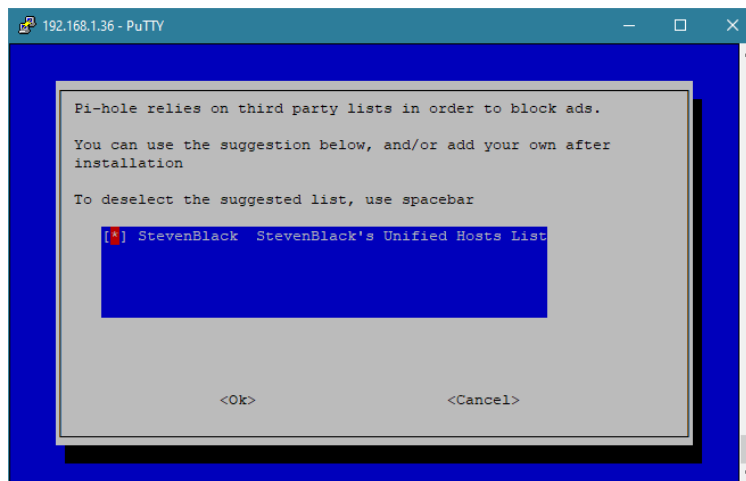 192.168.1.36 - PuTTY
Pi-hole relies on third party lists in order to block ads.
You can use the suggestion below, and/or add your own after
installation
To deselect the suggested list, use spacebar
[*] StevenBlack  StevenBlack's Unified Hosts List
<Ok> <Cancel>